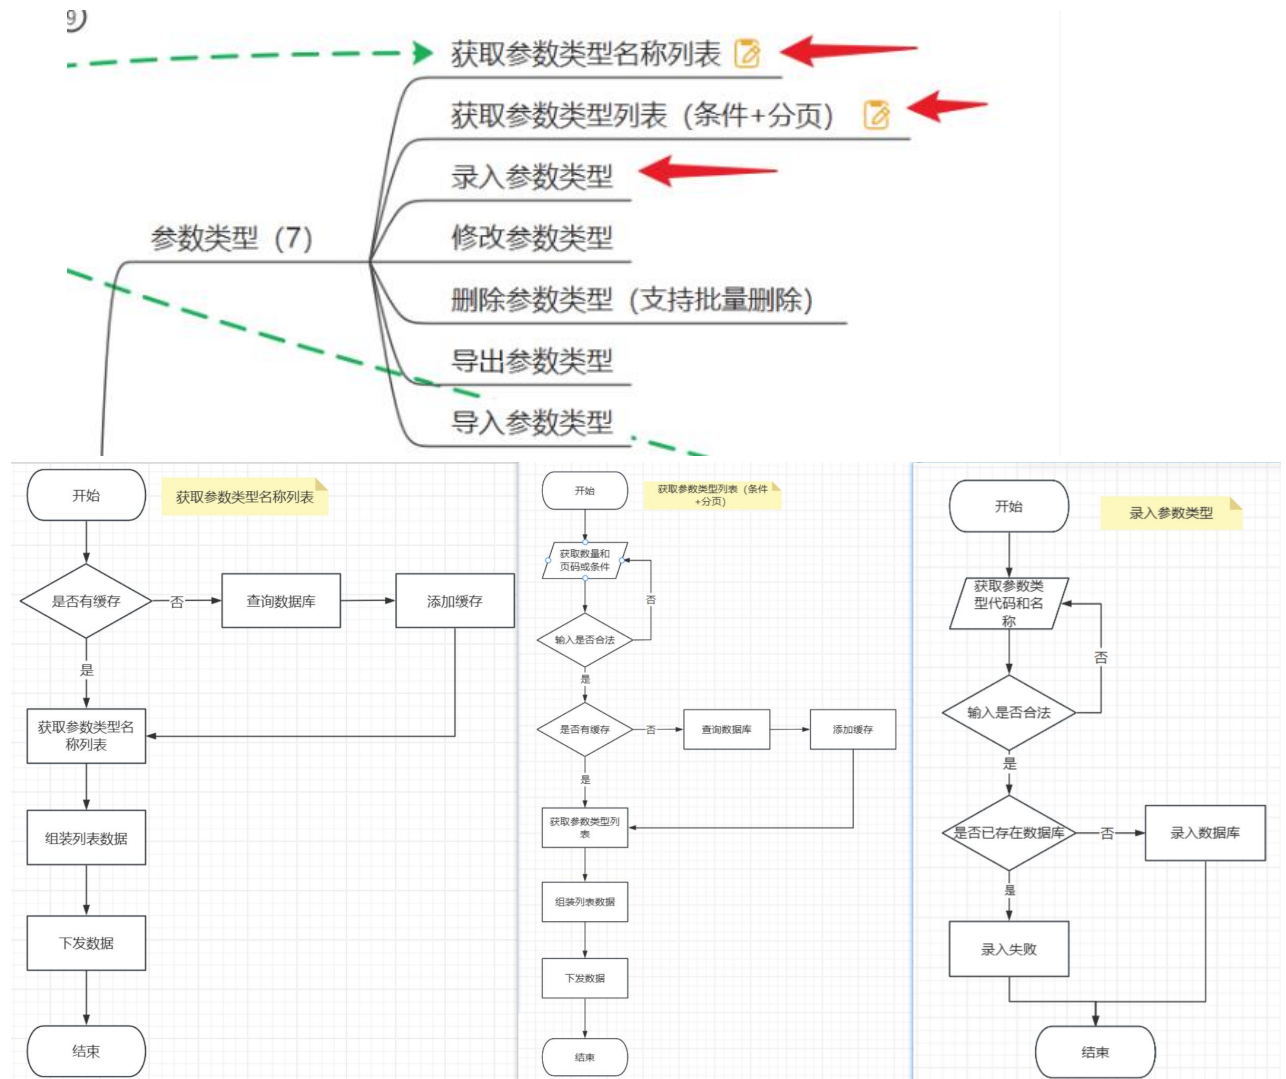 9)
获取参数类型名称列表
获取参数类型列表（条件+分页）
录入参数类型
参数类型（7）
修改参数类型
删除参数类型（支持批量删除）
导出参数类型
导入参数类型
开始
获取参数类型名称列表
是否有缓存
否
查询数据库
添加缓存
是
获取参数类型名
称列表
组装列表数据
下发数据
结束
开始
获取参数类型列表（条件
+分页）
获取数量和
页码或条件
否
输入是否合法
是
是否有缓存
否
查询数据库
添加缓存
是
获取参数类型列
表
组装列表数据
下发数据
结束
开始
录入参数类型
获取参数类
型代码和名
称
否
输入是否合法
是
是否已存在数据库
否
录入数据库
是
录入失败
结束